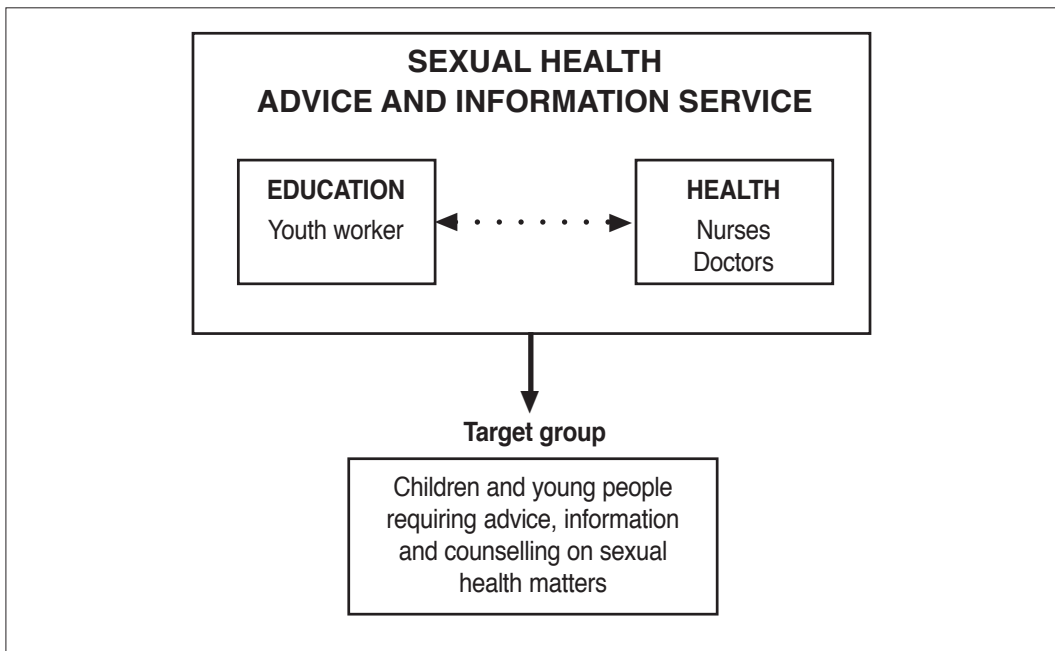 SEXUAL HEALTH
ADVICE AND INFORMATION SERVICE
EDUCATION
Youth worker
HEALTH
Nurses
Doctors
Target group
Children and young people
requiring advice, information
and counselling on sexual
health matters